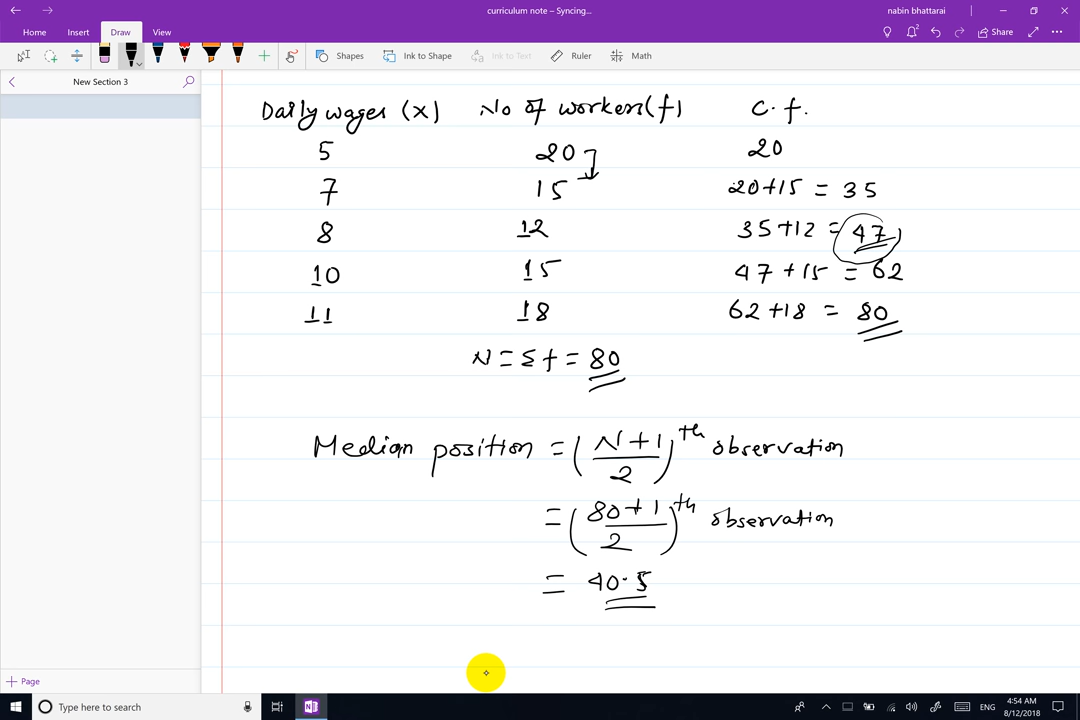 curriculum note – Syncing...
nabin bhattarai
Home Insert Draw View
Share
Shapes Ink to Shape Ink to Text Ruler Math
New Section 3
Daily wages (x) No of workers (f) c.f.
5 20 20
7 15 20+15 = 35
8 12 35+12 = 47
10 15 47+15 = 62
11 18 62+18 = 80
N = Σf = 80
Median position = (N+1/2)th observation
= (80+1/2)th observation
= 40.5
Page
Type here to search
ENG
4:54 AM
8/12/2018